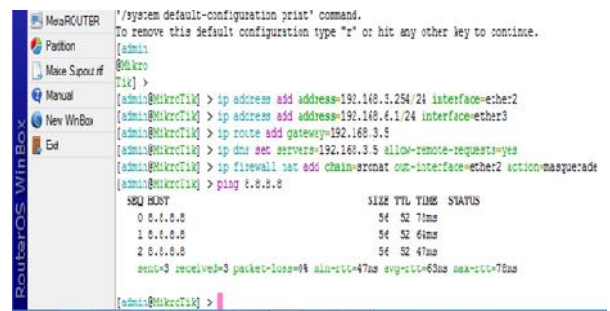 MetaROUTER
Partition
Make Supout.rif
Manual
New WinBox
Exit
RouterOS WinBox
'/system default-configuration print' command.
To remove this default configurtion type "r" or hit any other key to continue.
[admin
@Mikro
Tik] >
[admin@MikroTik] > ip address add address=192.168.3.254/24 interface=ether2
[admin@MikroTik] > ip address add address=192.168.6.1/24 interface=ether3
[admin@MikroTik] > ip route add gateway=192.168.3.5
[admin@MikroTik] > ip dns set servers=192.168.3.5 allow-remote-requests=yes
[admin@MikroTik] > ip firewall nat add chain=srcnat out-interface=ether2 action=masquerade
[admin@MikroTik] > ping 8.8.8.8
SEQ HOST SIZE TTL TIME STATUS
0 8.8.8.8 56 52 78ms
1 8.8.8.8 56 52 64ms
2 8.8.8.8 56 52 47ms
sent=3 received=3 packet-loss=0% min-rtt=47ms avg-rtt=63ms max-rtt=78ms
[admin@MikroTik] >